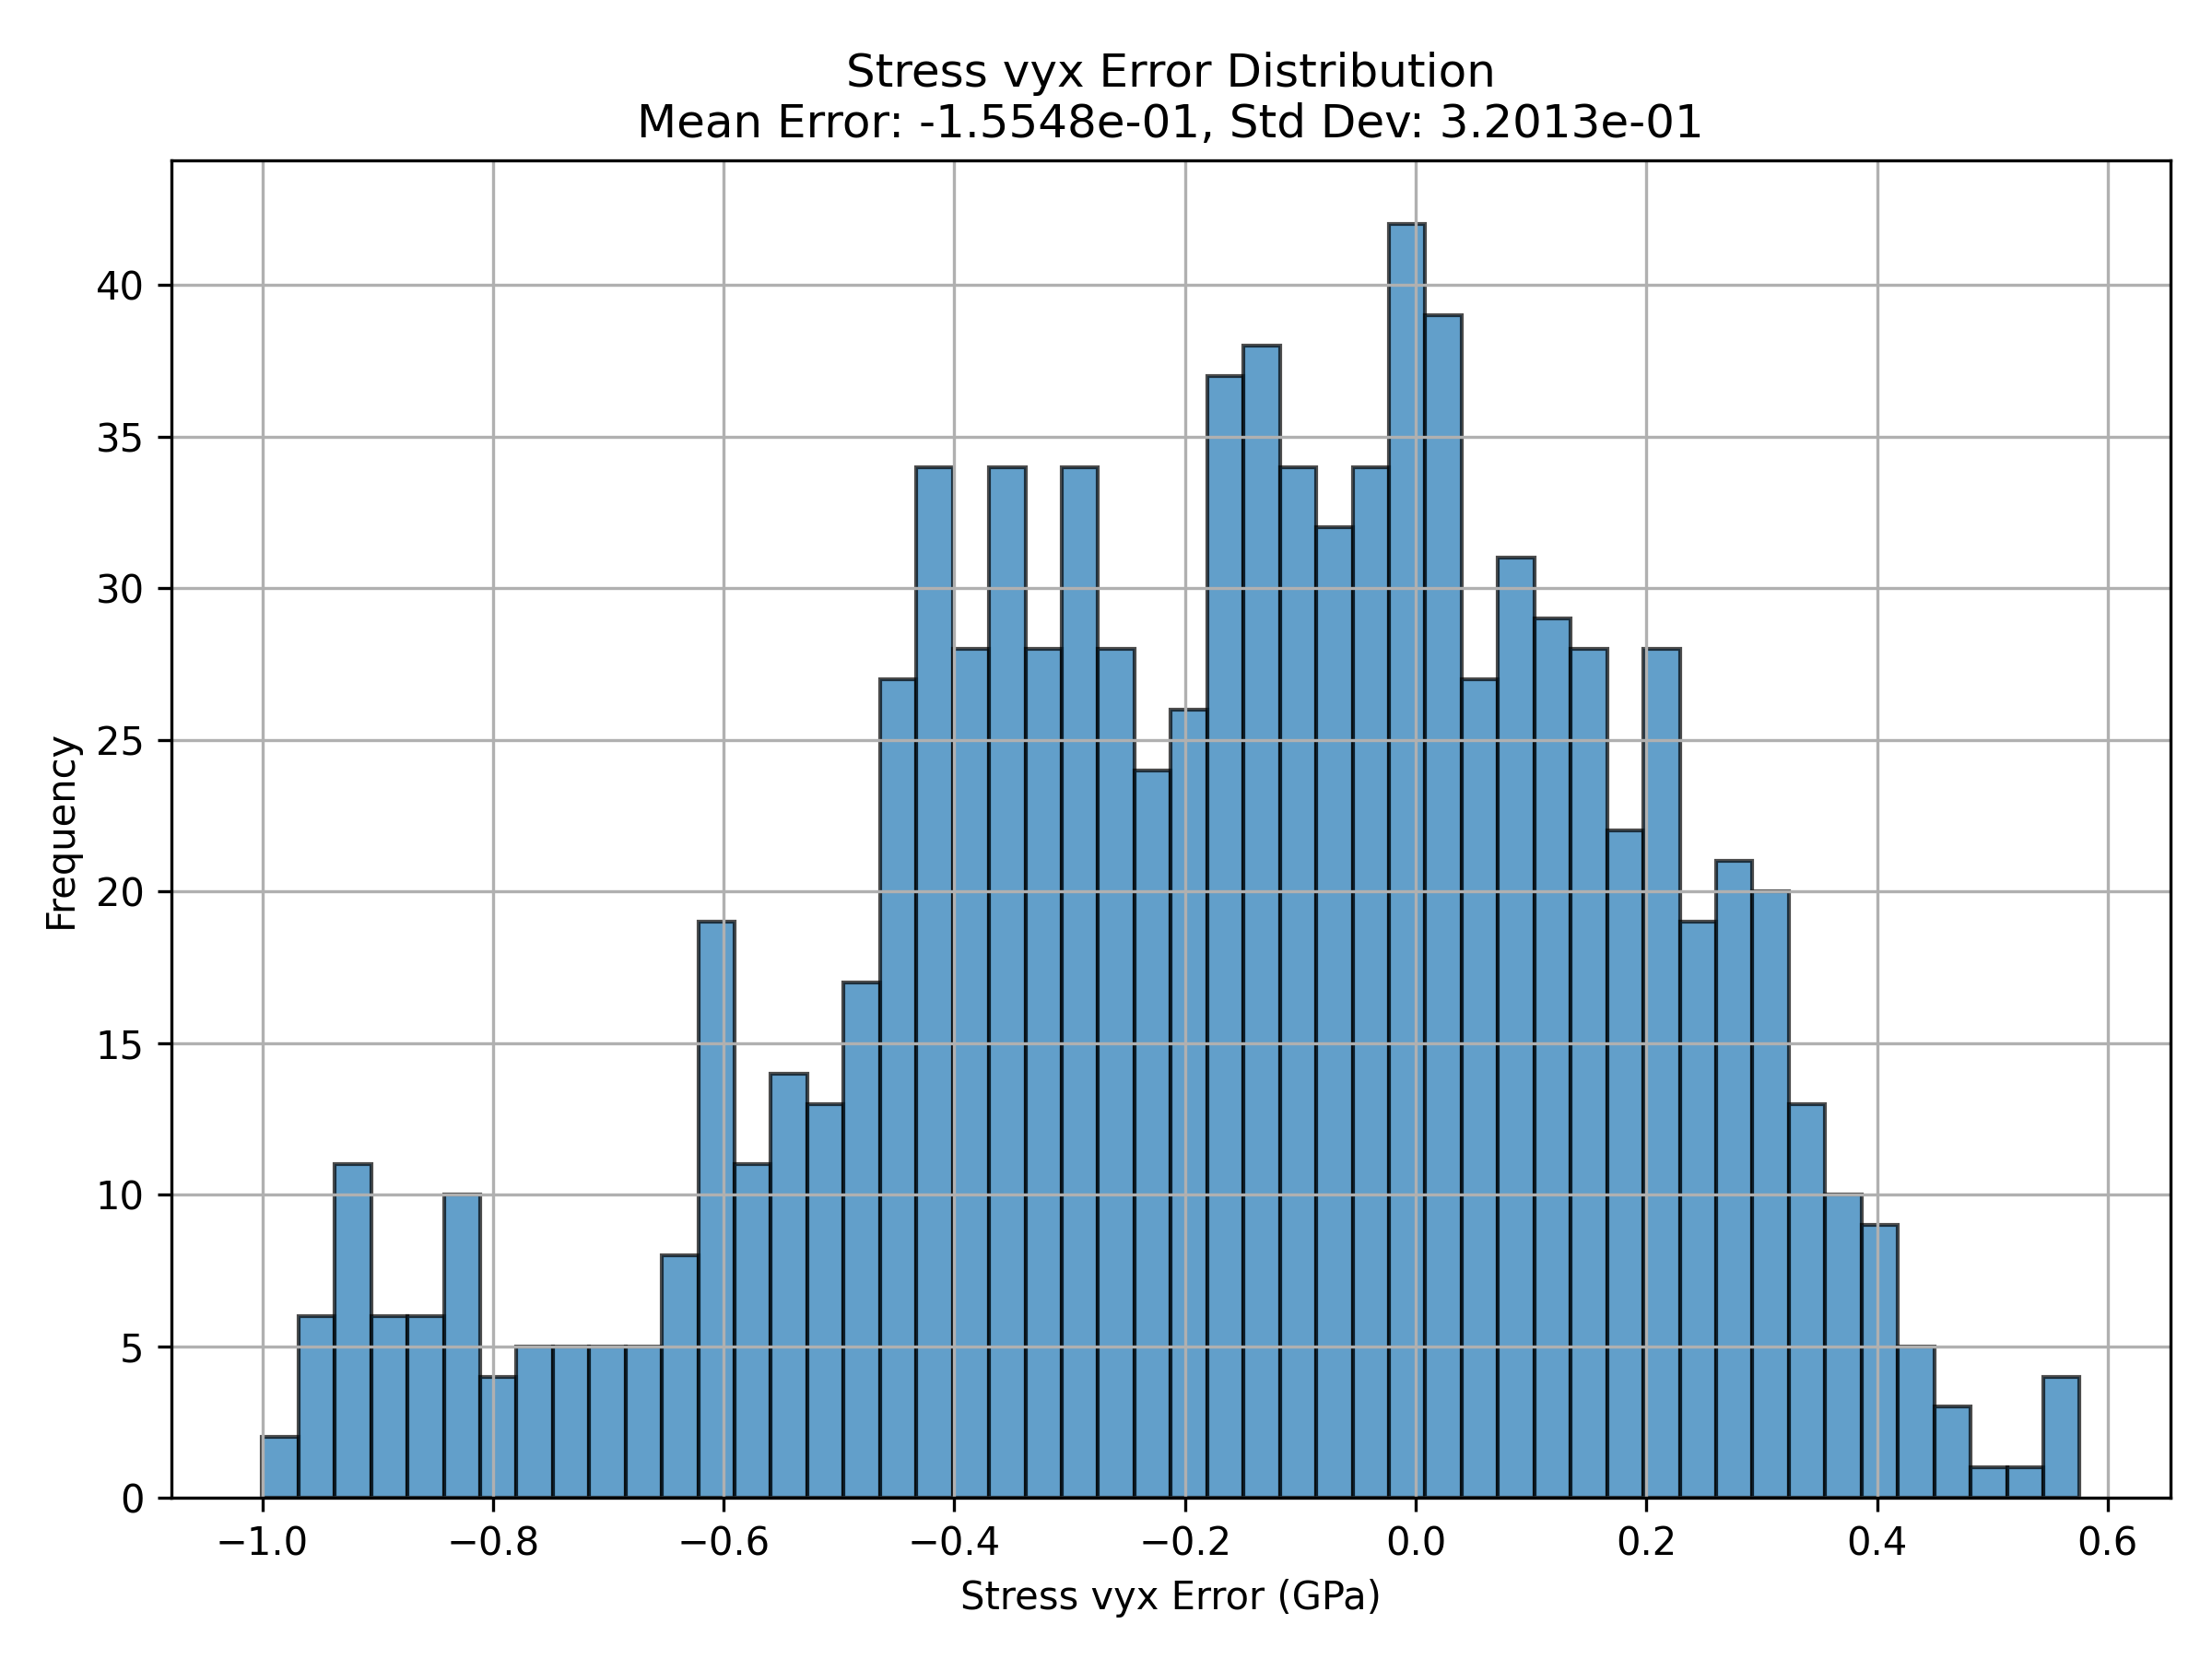 Stress vyx Error Distribution
Mean Error: -1.5548e-01, Std Dev: 3.2013e-01
Frequency
40
35
30
25
20
15
10
5
0
−1.0 −0.8 −0.6 −0.4 −0.2 0.0 0.2 0.4 0.6
Stress vyx Error (GPa)